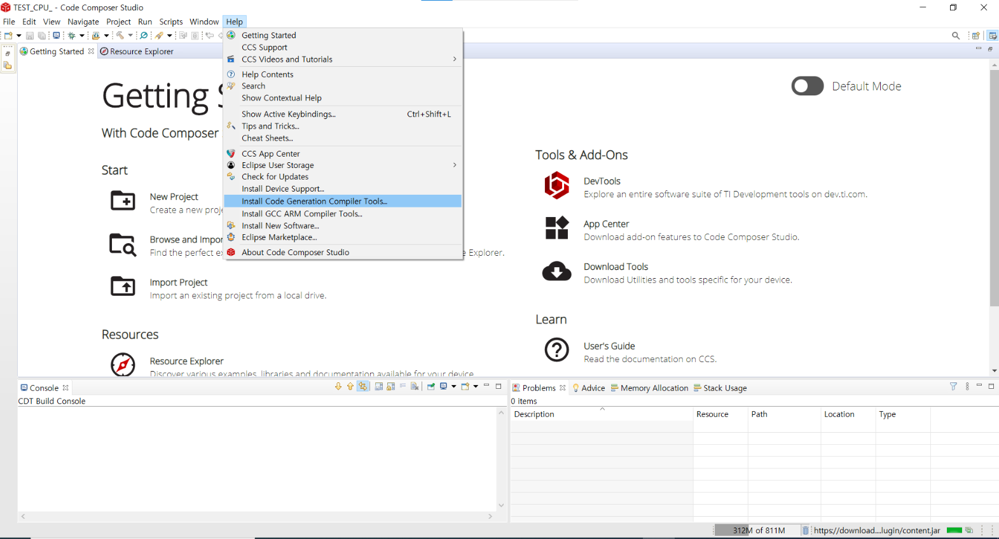 TEST_CPU_ - Code Composer Studio
File Edit View Navigate Project Run Scripts Window Help
Getting Started Resource Explorer
Getting Started
CCS Support
CCS Videos and Tutorials
Help Contents
Search
Show Contextual Help
Show Active Keybindings... Ctrl+Shift+L
Tips and Tricks...
Cheat Sheets...
CCS App Center
Eclipse User Storage
Check for Updates
Install Device Support...
Install Code Generation Compiler Tools...
Install GCC ARM Compiler Tools...
Install New Software...
Eclipse Marketplace...
About Code Composer Studio
Getting S
With Code Composer
Default Mode
Start
New Project
Create a new proje
Browse and Impor
Find the perfect ex e Explorer.
Import Project
Import an existing project from a local drive.
Resources
Resource Explorer
Discover various examples, libraries and documentation available for your device
Tools & Add-Ons
DevTools
Explore an entire software suite of TI Development tools on dev.ti.com.
App Center
Download add-on features to Code Composer Studio.
Download Tools
Download Utilities and tools specific for your device.
Learn
User's Guide
Read the documentation on CCS.
Console
CDT Build Console
Problems Advice Memory Allocation Stack Usage
0 items
Description Resource Path Location Type
312M of 811M https://download....lugin/content.jar